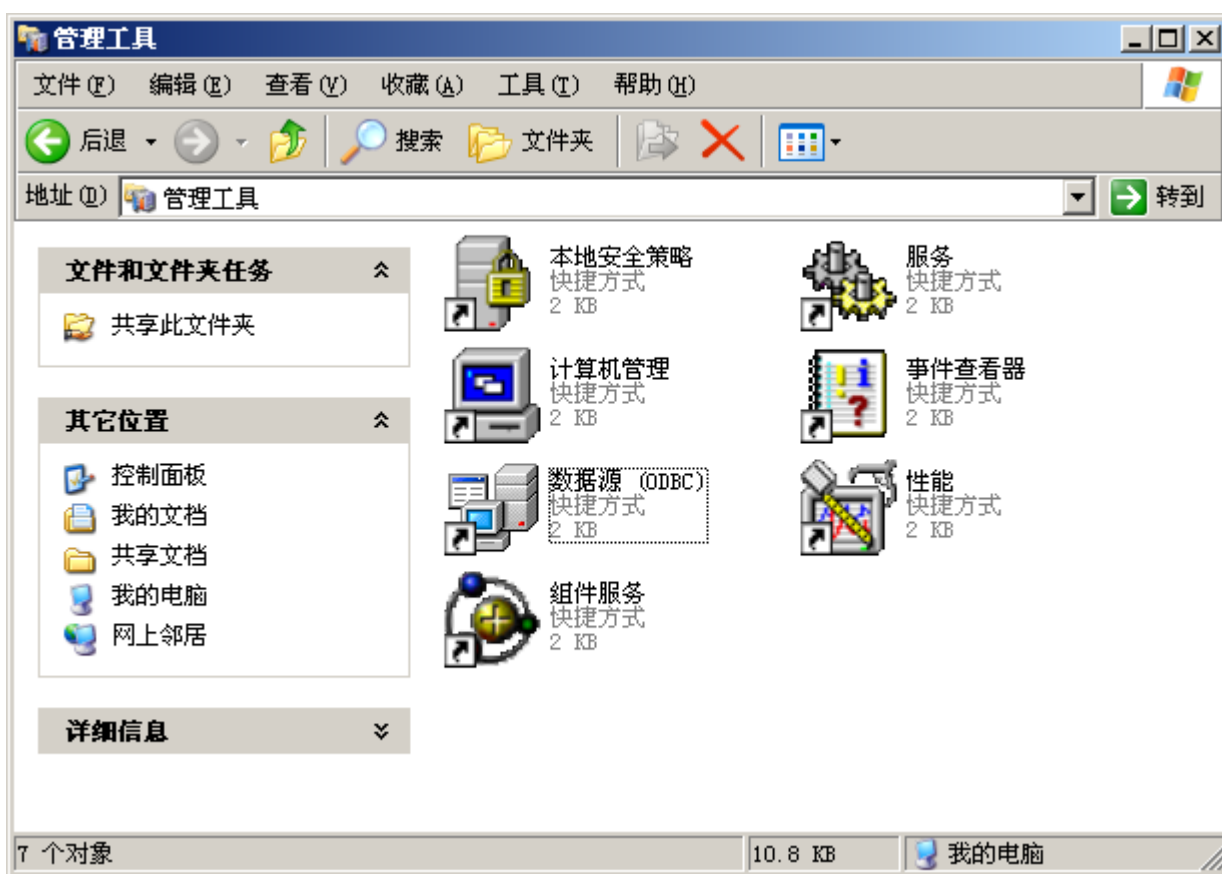 管理工具
文件(F) 编辑(E) 查看(V) 收藏(A) 工具(T) 帮助(H)
后退 搜索 文件夹
地址(D) 管理工具 转到
文件和文件夹任务
共享此文件夹
其它位置
控制面板
我的文档
共享文档
我的电脑
网上邻居
详细信息
本地安全策略
快捷方式
2 KB
服务
快捷方式
2 KB
计算机管理
快捷方式
2 KB
事件查看器
快捷方式
2 KB
数据源 (ODBC)
快捷方式
2 KB
性能
快捷方式
2 KB
组件服务
快捷方式
2 KB
7 个对象 10.8 KB 我的电脑